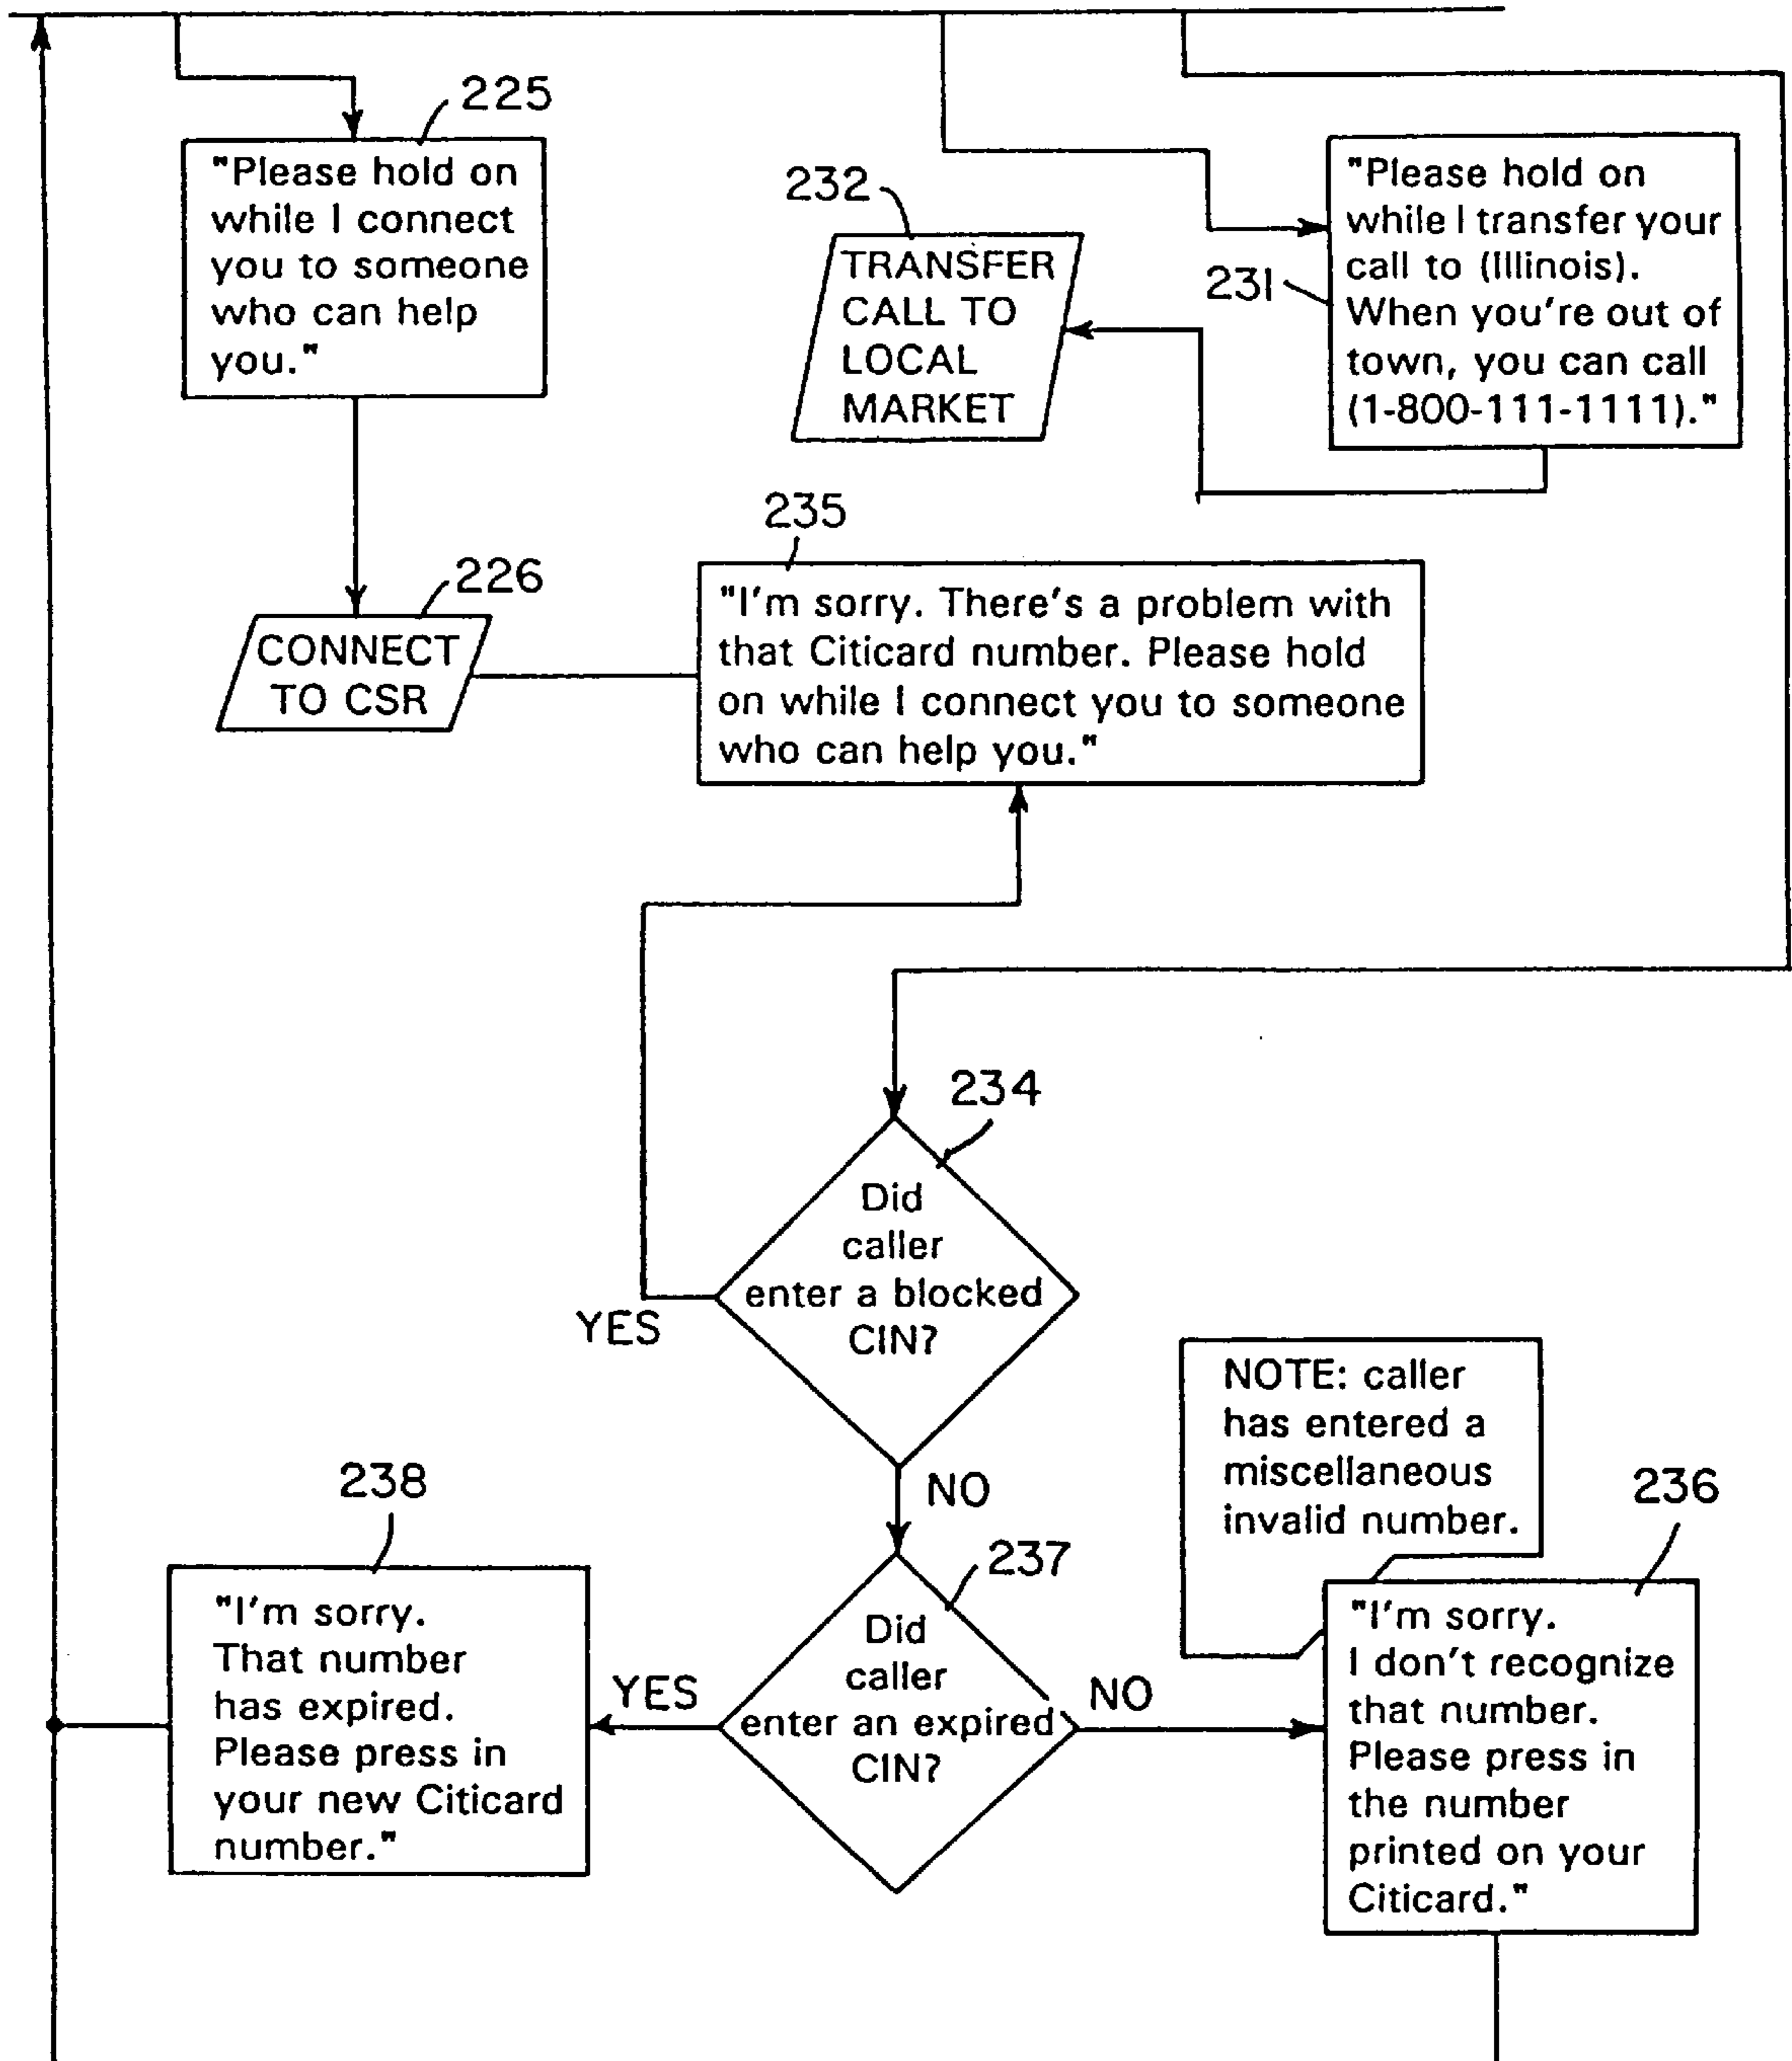 225
"Please hold on
while I connect
you to someone
who can help
you."
232
TRANSFER
CALL TO
LOCAL
MARKET
231
"Please hold on
while I transfer your
call to (Illinois).
When you're out of
town, you can call
(1-800-111-1111)."
226
CONNECT
TO CSR
235
"I'm sorry. There's a problem with
that Citicard number. Please hold
on while I connect you to someone
who can help you."
234
Did
caller
enter a blocked
CIN?
YES
NO
237
Did
caller
enter an expired
CIN?
YES
NO
238
"I'm sorry.
That number
has expired.
Please press in
your new Citicard
number."
NOTE: caller
has entered a
miscellaneous
invalid number.
236
"I'm sorry.
I don't recognize
that number.
Please press in
the number
printed on your
Citicard."